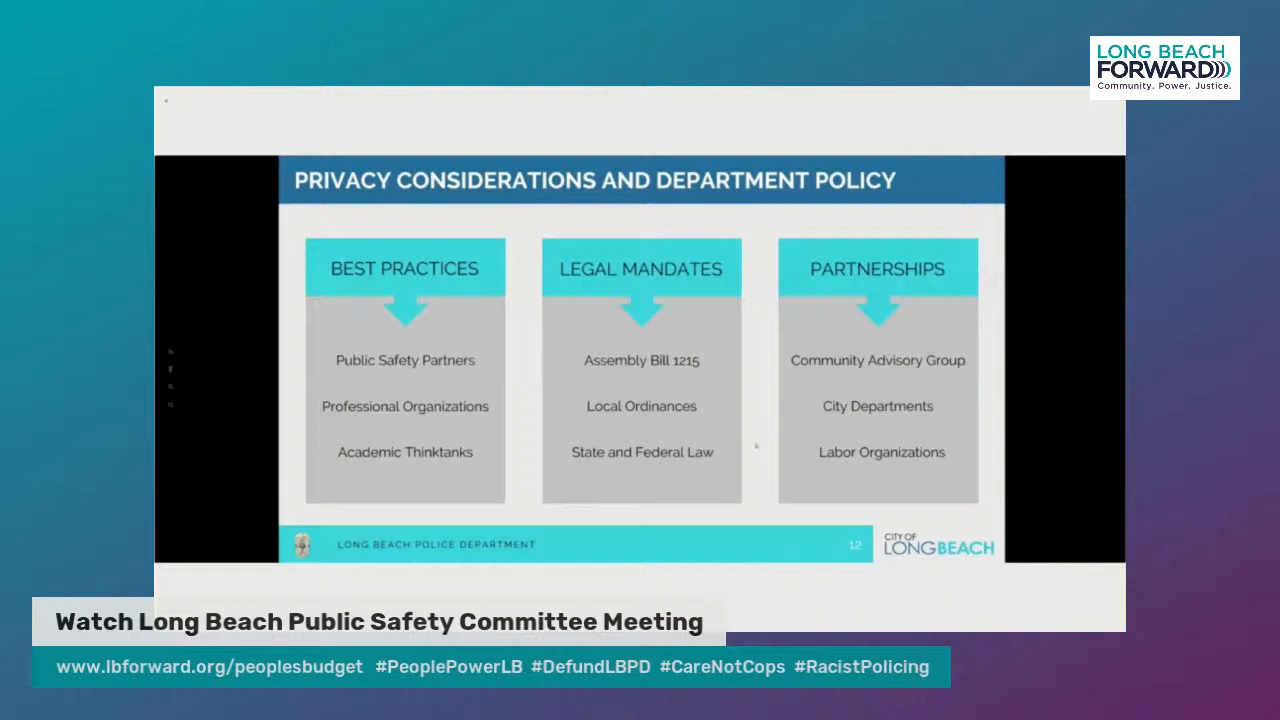 LONG BEACH
FORWARD
Community. Power. Justice.
PRIVACY CONSIDERATIONS AND DEPARTMENT POLICY
BEST PRACTICES
Public Safety Partners
Professional Organizations
Academic Thinktanks
LEGAL MANDATES
Assembly Bill 1215
Local Ordinances
State and Federal Law
PARTNERSHIPS
Community Advisory Group
City Departments
Labor Organizations
LONG BEACH POLICE DEPARTMENT
12
CITY OF
LONGBEACH
Watch Long Beach Public Safety Committee Meeting
www.lbforward.org/peoplesbudget #PeoplePowerLB #DefundLBPD #CareNotCops #RacistPolicing